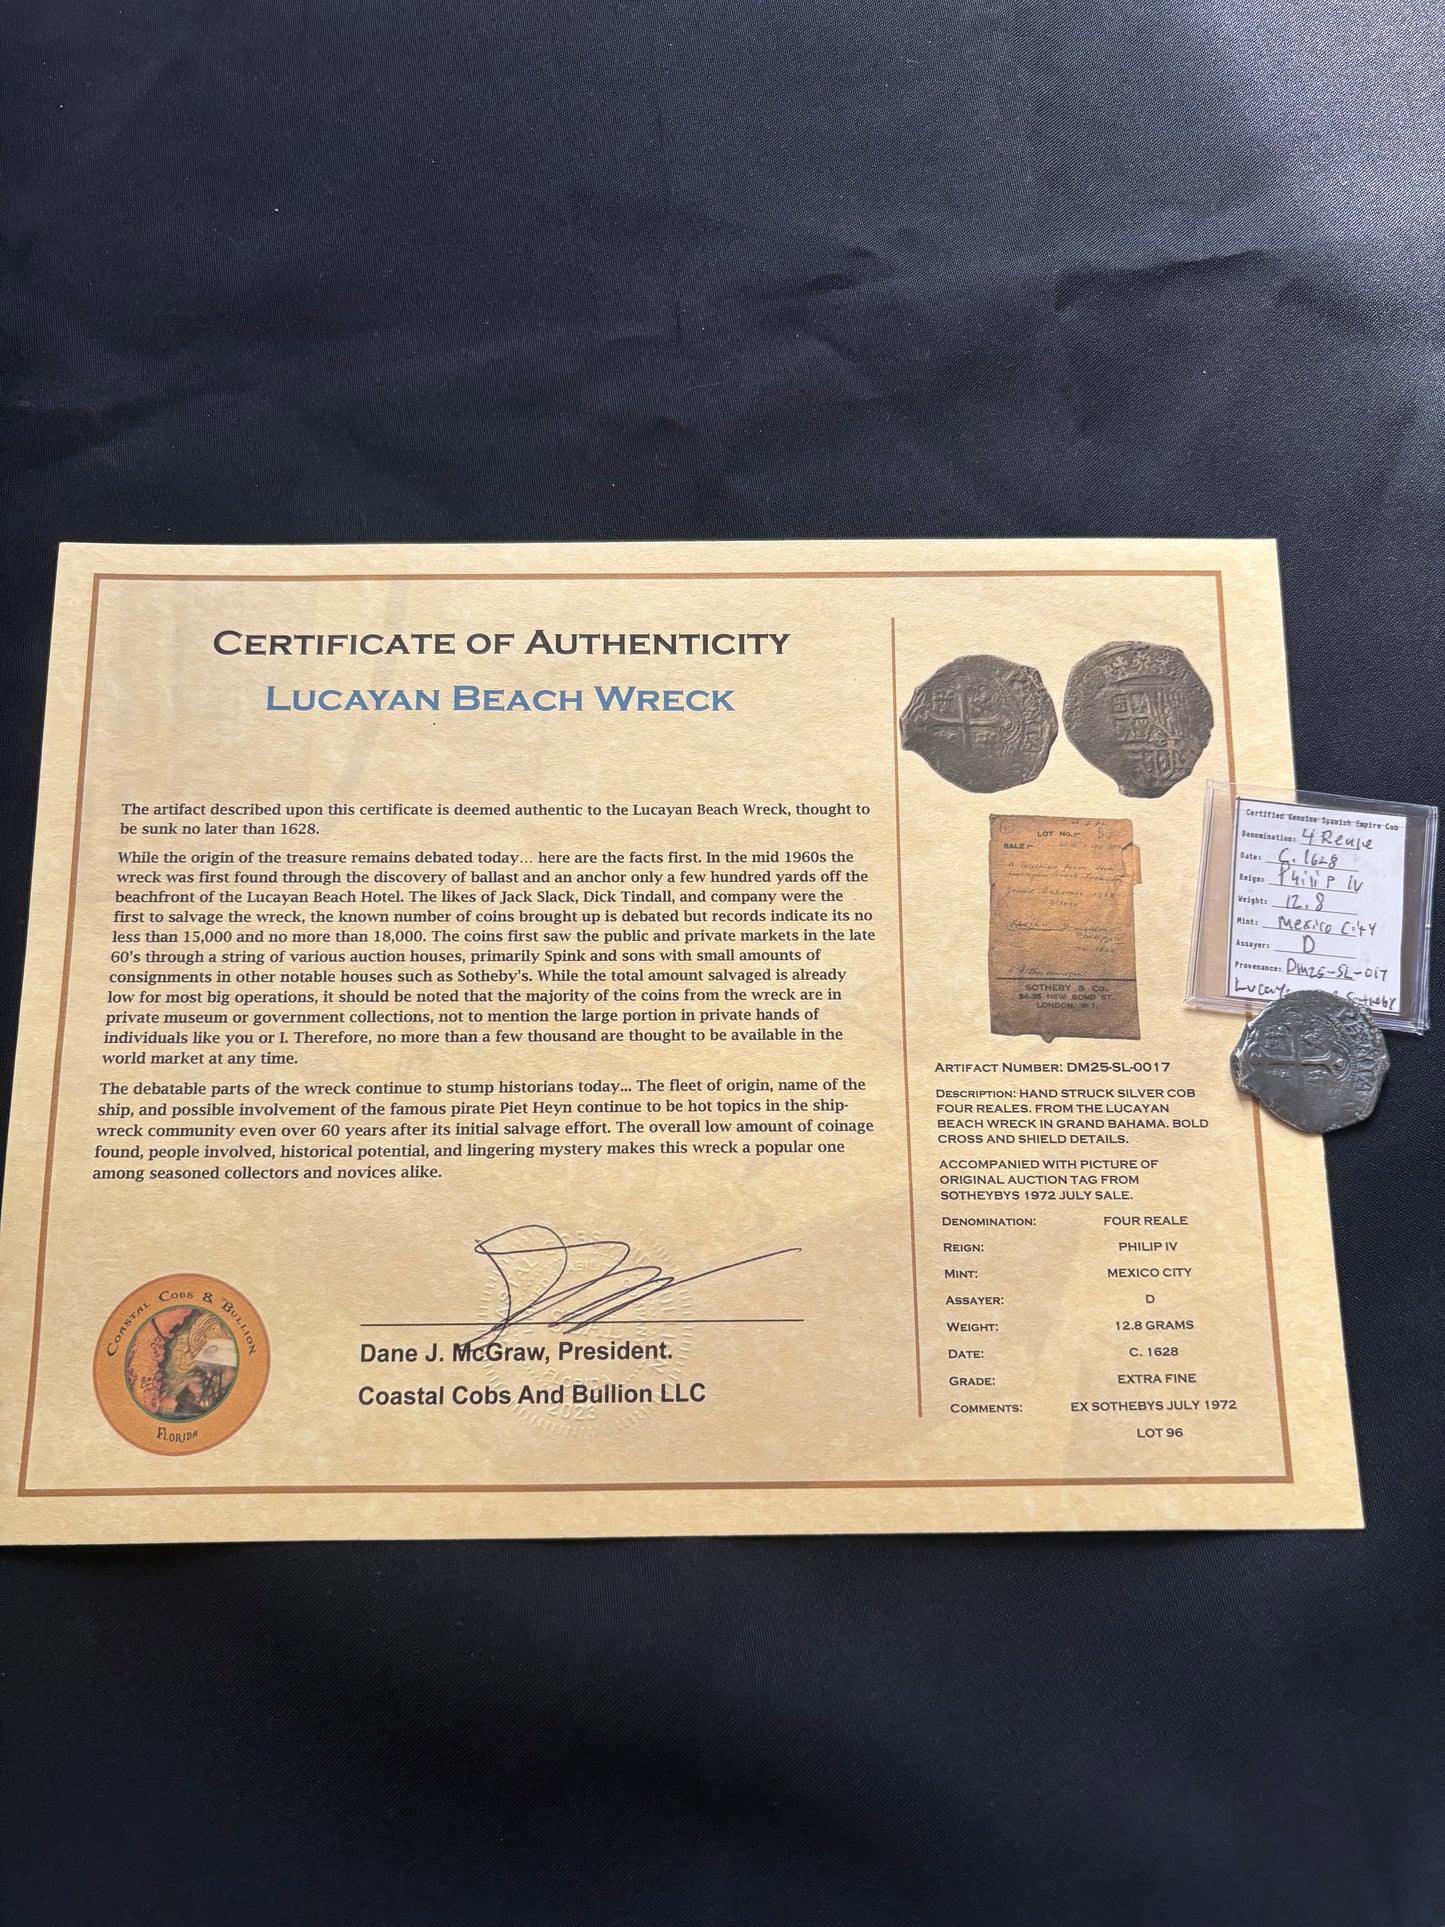 CERTIFICATE OF AUTHENTICITY
LUCAYAN BEACH WRECK
The artifact described upon this certificate is deemed authentic to the Lucayan Beach Wreck, thought to
be sunk no later than 1628.
While the origin of the treasure remains debated today... here are the facts first. In the mid 1960s the
wreck was first found through the discovery of ballast and an anchor only a few hundred yards off the
beachfront of the Lucayan Beach Hotel. The likes of Jack Slack, Dick Tindall, and company were the
first to salvage the wreck, the known number of coins brought up is debated but records indicate its no
less than 15,000 and no more than 18,000. The coins first saw the public and private markets in the late
60's through a string of various auction houses, primarily Spink and sons with small amounts of
consignments in other notable houses such as Sotheby's. While the total amount salvaged is already
low for most big operations, it should be noted that the majority of the coins from the wreck are in
private museum or government collections, not to mention the large portion in private hands of
individuals like you or I. Therefore, no more than a few thousand are thought to be available in the
world market at any time.
The debatable parts of the wreck continue to stump historians today... The fleet of origin, name of the
ship, and possible involvement of the famous pirate Piet Heyn continue to be hot topics in the ship-
wreck community even over 60 years after its initial salvage effort. The overall low amount of coinage
found, people involved, historical potential, and lingering mystery makes this wreck a popular one
among seasoned collectors and novices alike.
COASTAL COBS & BULLION
FLORIDA
Dane J. McGraw, President.
Coastal Cobs And Bullion LLC
2023
LOT No.
SALE:
Grand Bahamas
SOTHEBY & CO.
34-35 NEW BOND ST.
LONDON, W.1.
ARTIFACT NUMBER: DM25-SL-0017
DESCRIPTION: HAND STRUCK SILVER COB
FOUR REALES. FROM THE LUCAYAN
BEACH WRECK IN GRAND BAHAMA. BOLD
CROSS AND SHIELD DETAILS.
ACCOMPANIED WITH PICTURE OF
ORIGINAL AUCTION TAG FROM
SOTHEYBYS 1972 JULY SALE.
DENOMINATION: FOUR REALE
REIGN: PHILIP IV
MINT: MEXICO CITY
ASSAYER: D
WEIGHT: 12.8 GRAMS
DATE: C. 1628
GRADE: EXTRA FINE
COMMENTS: EX SOTHEBYS JULY 1972
LOT 96
Certified Genuine Spanish Empire Cob
Denomination: 4 Reale
Date: C. 1628
Reign: Philip IV
Weight: 12.8
Mint: Mexico City
Assayer: D
Provenance: DM25-SL-017